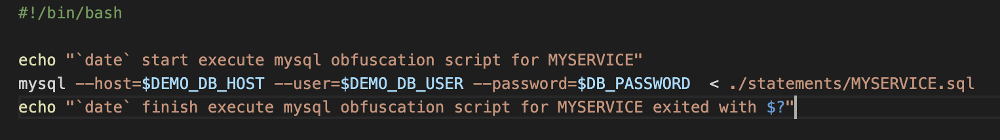 #!/bin/bash
echo "`date` start execute mysql obfuscation script for MYSERVICE"
mysql --host=$DEMO_DB_HOST --user=$DEMO_DB_USER --password=$DB_PASSWORD  < ./statements/MYSERVICE.sql
echo "`date` finish execute mysql obfuscation script for MYSERVICE exited with $?"